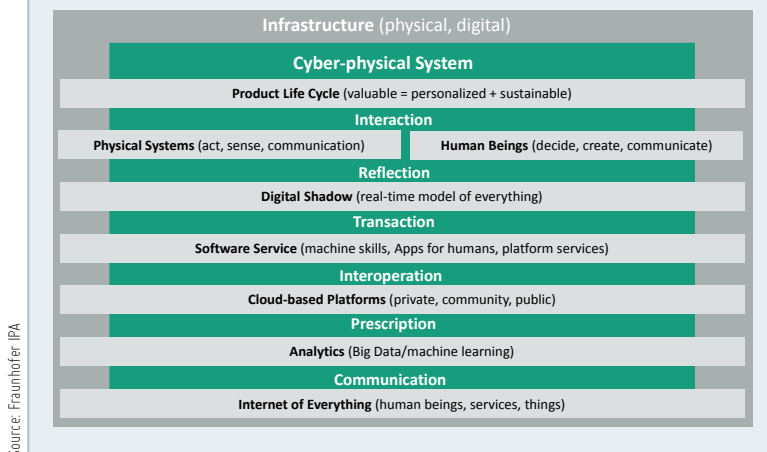 Infrastructure (physical, digital)
Cyber-physical System
Product Life Cycle (valuable = personalized + sustainable)
Interaction
Physical Systems (act, sense, communication)
Human Beings (decide, create, communicate)
Reflection
Digital Shadow (real-time model of everything)
Transaction
Software Service (machine skills, Apps for humans, platform services)
Interoperation
Cloud-based Platforms (private, community, public)
Prescription
Analytics (Big Data/machine learning)
Communication
Internet of Everything (human beings, services, things)
Source: Fraunhofer IPA